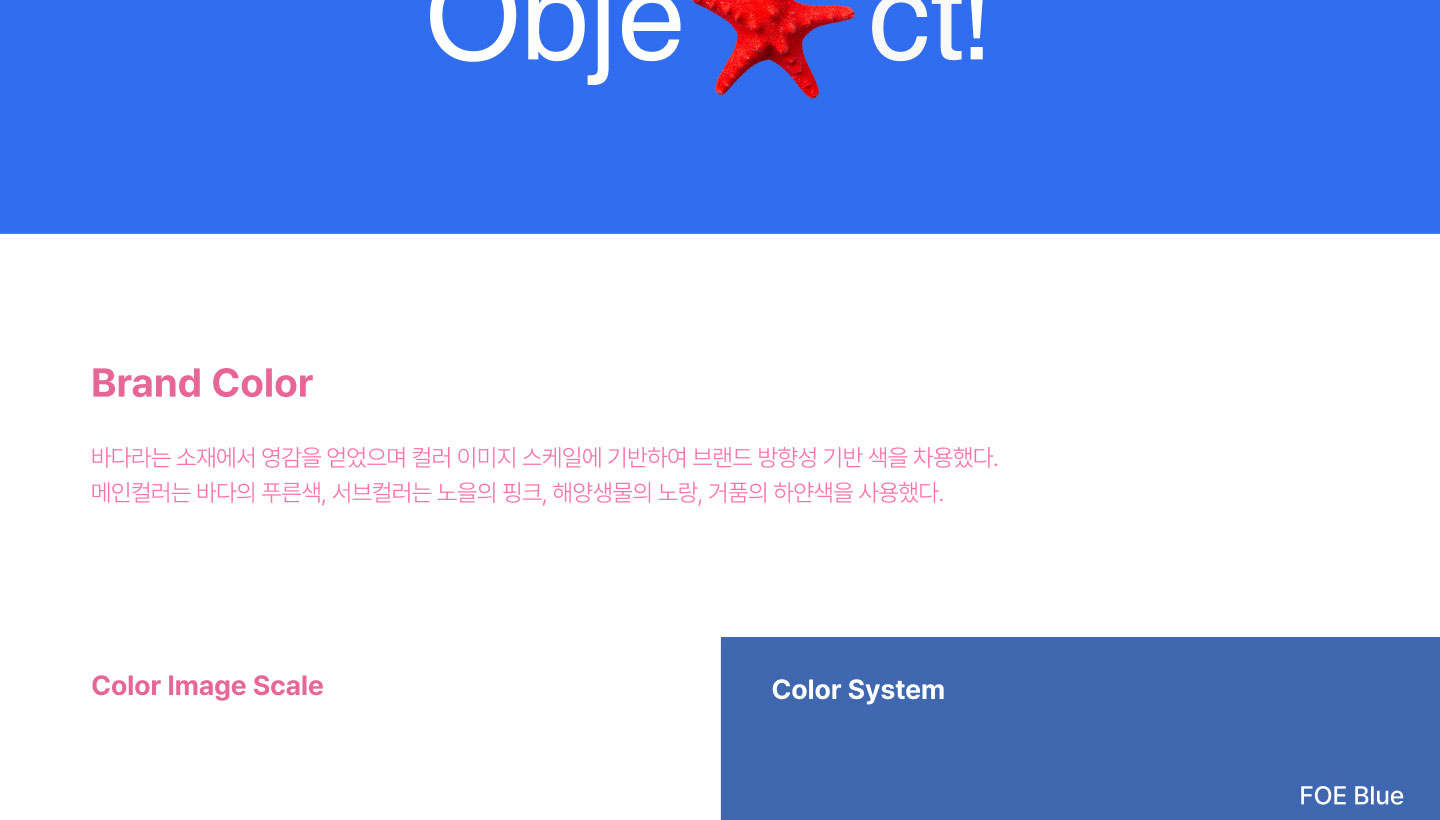 Obje ct!
Brand Color
바다라는 소재에서 영감을 얻었으며 컬러 이미지 스케일에 기반하여 브랜드 방향성 기반 색을 차용했다.
메인컬러는 바다의 푸른색, 서브컬러는 노을의 핑크, 해양생물의 노랑, 거품의 하얀색을 사용했다.
Color Image Scale
Color System
FOE Blue